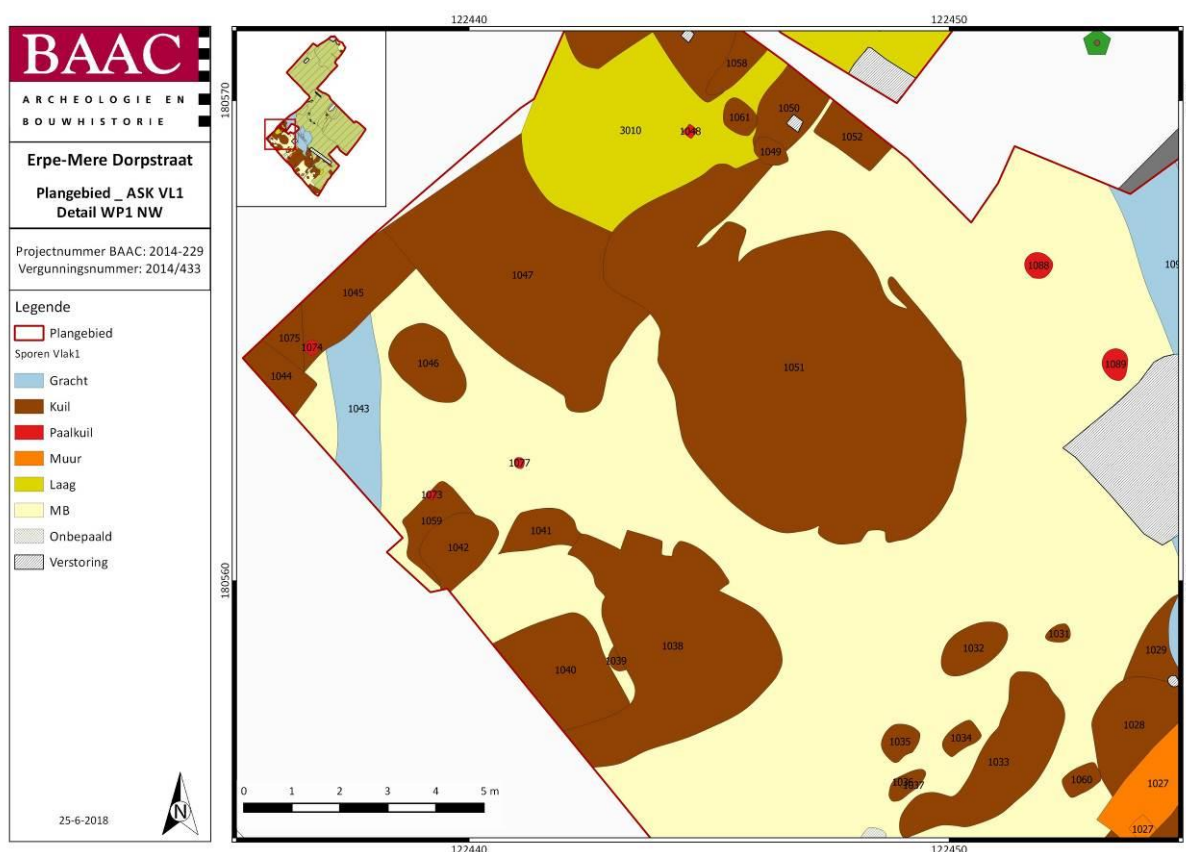 BAAC
ARCHEOLOGIE EN
BOUWHISTORIE
Erpe-Mere Dorpstraat
Plangebied _ ASK VL1
Detail WP1 NW
Projectnummer BAAC: 2014-229
Vergunningsnummer: 2014/433
Legende
Plangebied
Sporen Vlak1
Gracht
Kuil
Paalkuil
Muur
Laag
MB
Onbepaald
Verstoring
N
25-6-2018
122440
122450
180570
180560
1058
1050
1061
3010
1048
1052
1049
1088
1047
1045
1075
1074
1044
1046
1051
1089
1043
1077
1073
1059
1041
1042
1038
1039
1040
1031
1032
1029
1028
1035
1034
1033
1036
1037
1060
1027
1027
0 1 2 3 4 5 m
122440
122450